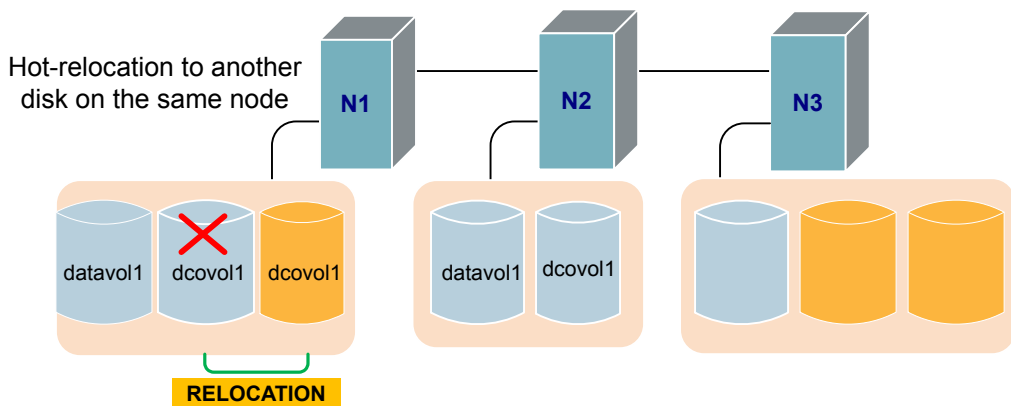 Hot-relocation to another
disk on the same node
N1
N2
N3
datavol1
dcovol1
dcovol1
datavol1
dcovol1
RELOCATION